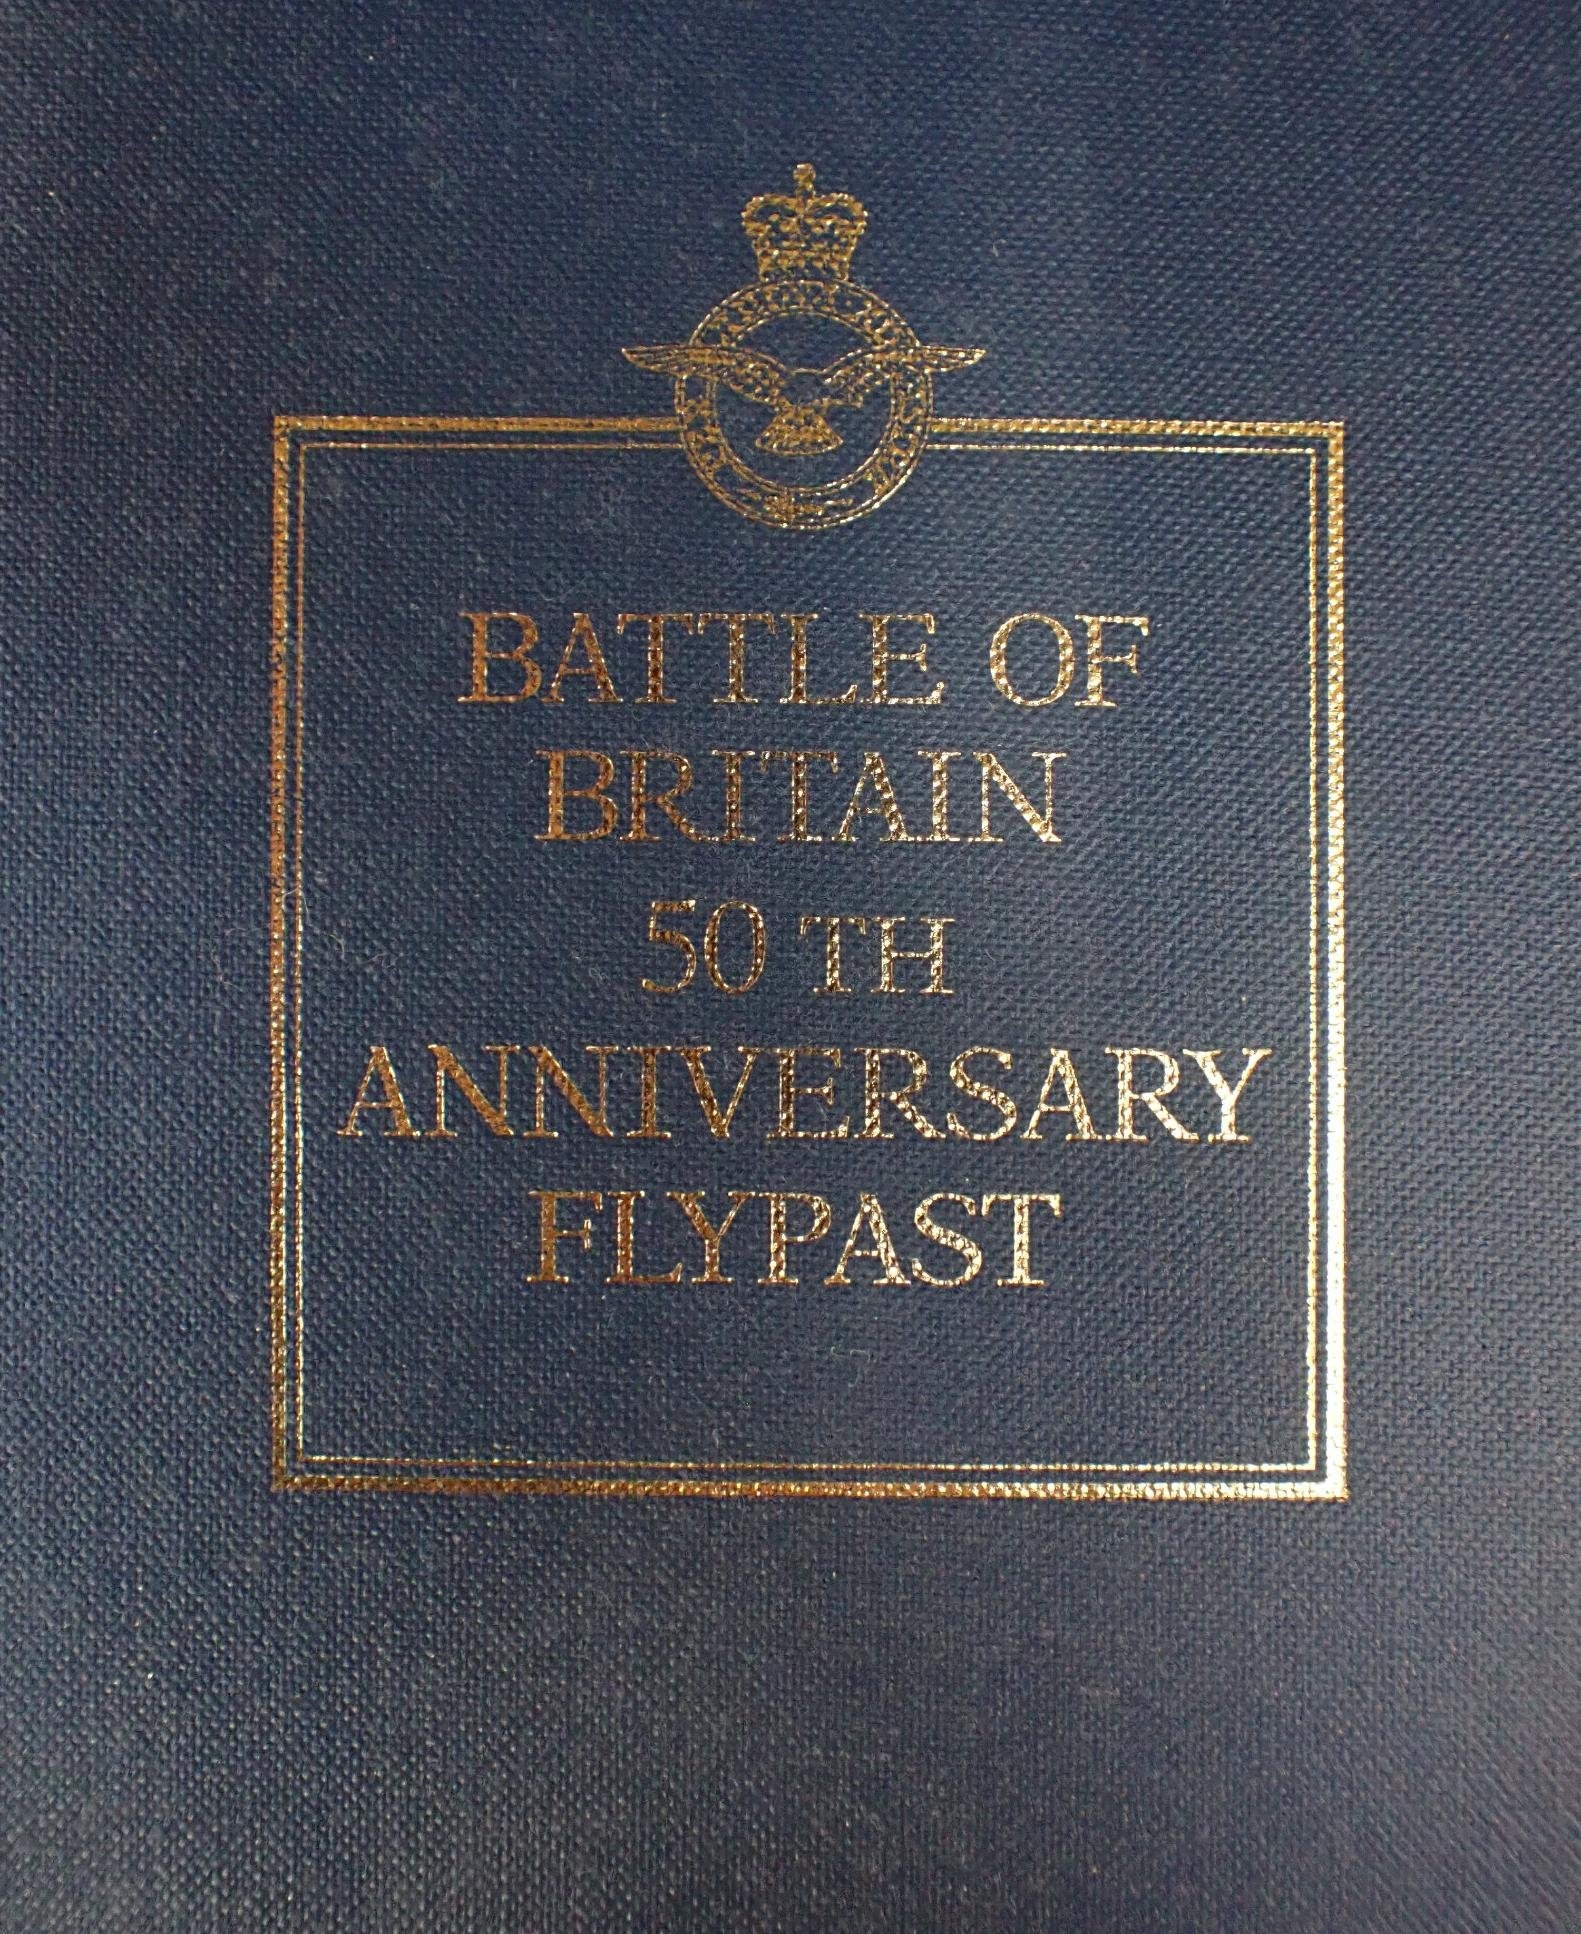 BATTLE OF
BRITAIN
50 TH
ANNIVERSARY
FLYPAST